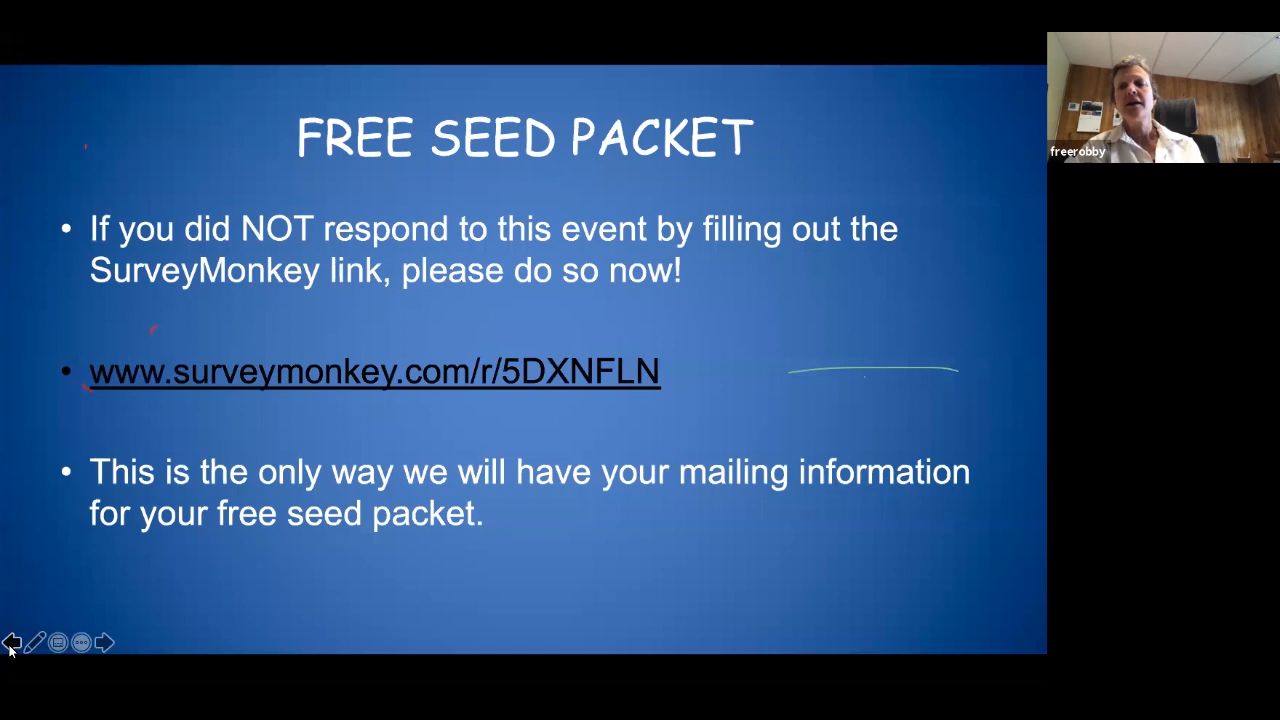 FREE SEED PACKET
• If you did NOT respond to this event by filling out the
SurveyMonkey link, please do so now!
• www.surveymonkey.com/r/5DXNFLN
• This is the only way we will have your mailing information
for your free seed packet.
freerobby